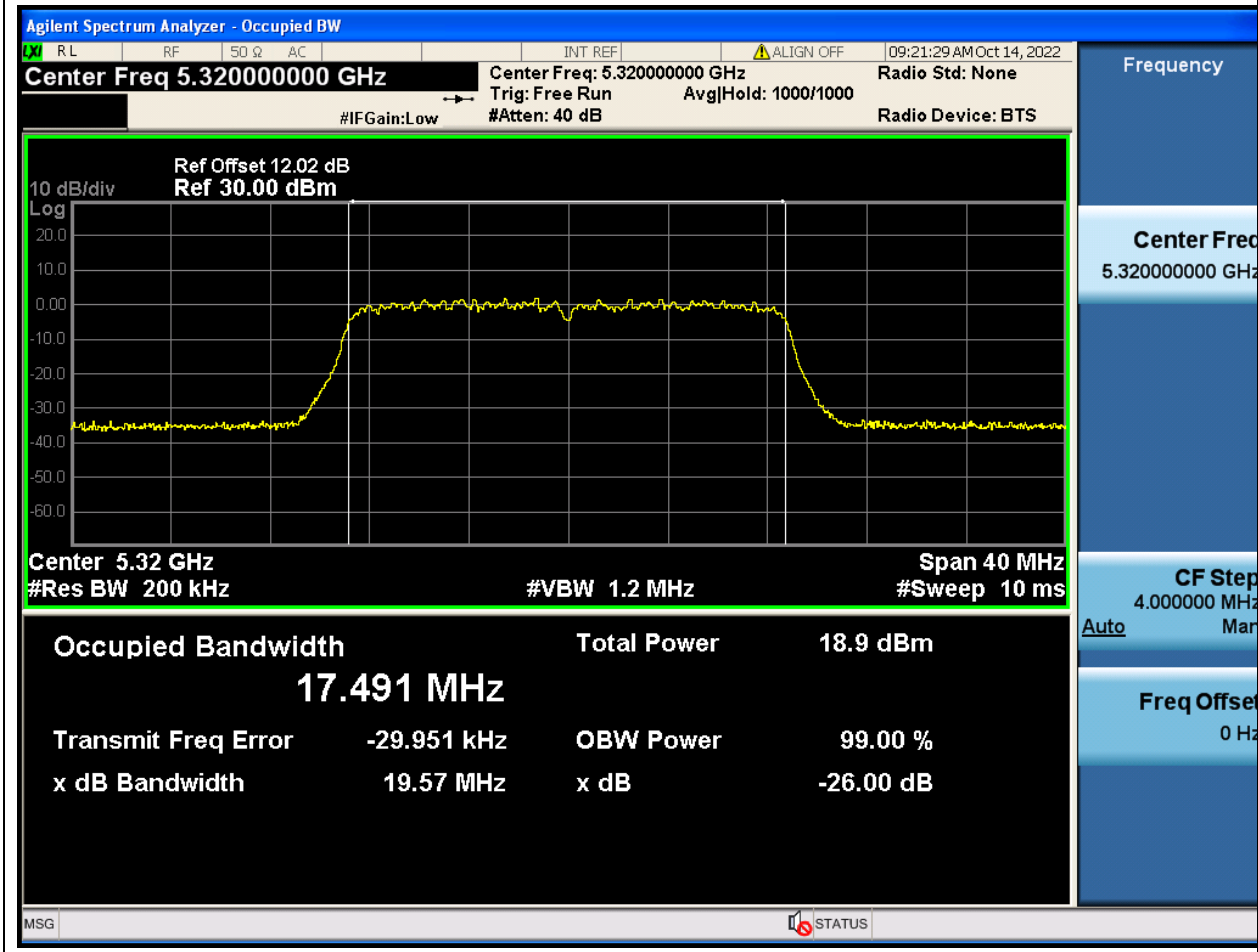 Agilent Spectrum Analyzer - Occupied BW
LXI RL RF 50 Ω AC INT REF ALIGN OFF 09:21:29 AM Oct 14, 2022
Center Freq 5.320000000 GHz
Center Freq: 5.320000000 GHz
Radio Std: None
Trig: Free Run Avg|Hold: 1000/1000
#IFGain:Low
#Atten: 40 dB
Radio Device: BTS
Ref Offset 12.02 dB
10 dB/div Ref 30.00 dBm
Log
20.0
10.0
0.00
-10.0
-20.0
-30.0
-40.0
-50.0
-60.0
Center 5.32 GHz Span 40 MHz
#Res BW 200 kHz #VBW 1.2 MHz #Sweep 10 ms
Occupied Bandwidth Total Power 18.9 dBm
17.491 MHz
Transmit Freq Error -29.951 kHz OBW Power 99.00 %
x dB Bandwidth 19.57 MHz x dB -26.00 dB
MSG STATUS
Frequency
Center Freq
5.320000000 GHz
CF Step
4.000000 MHz
Auto Man
Freq Offset
0 Hz